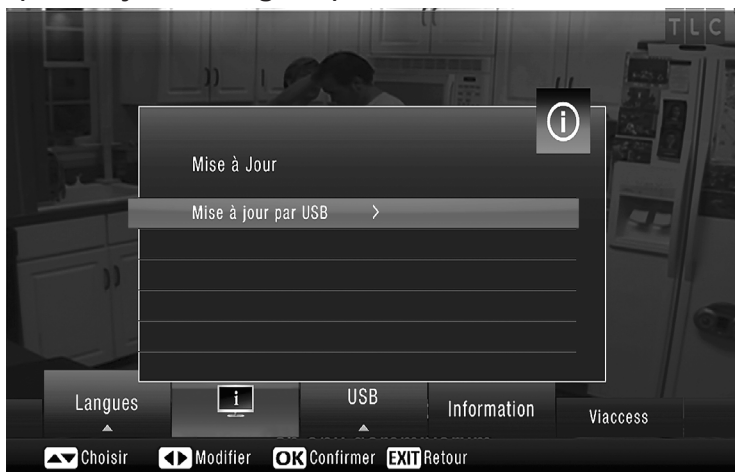 TLC
Mise à Jour
Mise à jour par USB >
Langues
USB
Information
Viaccess
Choisir Modifier OK Confirmer EXIT Retour